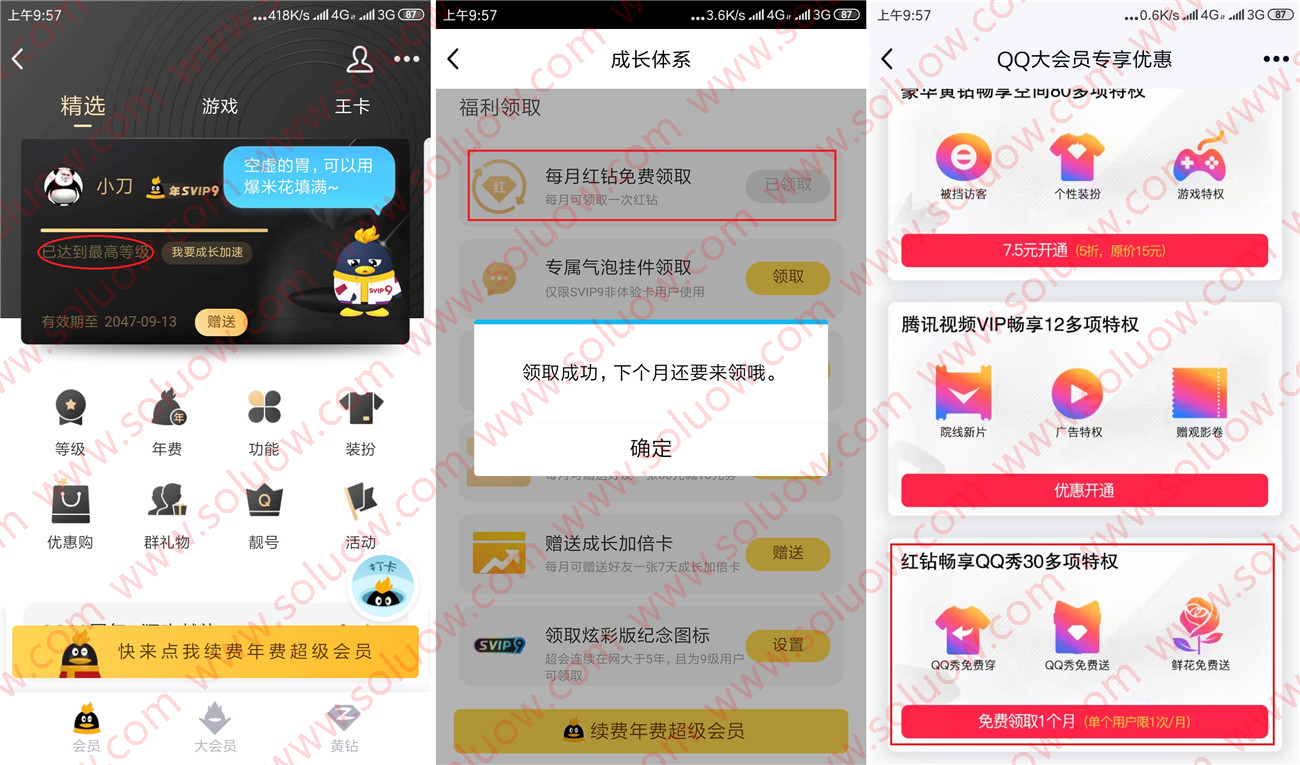 上午9:57
...418K/s 4G 3G 87
精选
游戏
王卡
小刀
年SVIP9
空虚的胃，可以用
爆米花填满~
已达到最高等级
我要成长加速
SVIP9
有效期至 2047-09-13
赠送
等级
年费
年
功能
装扮
优惠购
群礼物
Q
靓号
活动
打卡
快来点我续费年费超级会员
会员
大会员
黄钻
上午9:57
...3.6K/s 4G 3G 87
成长体系
福利领取
红
每月红钻免费领取
每月可领取一次红钻
已领取
专属气泡挂件领取
仅限SVIP9非体验卡用户使用
领取
领取成功，下个月还要来领哦。
确定
赠送成长加倍卡
每月可赠送好友一张7天成长加倍卡
赠送
SVIP9
领取炫彩版纪念图标
超会连续在网大于5年，且为9级用户
可领取
设置
续费年费超级会员
上午9:57
...0.6K/s 4G 3G 87
QQ大会员专享优惠
豪华黄钻畅享空间80多项特权
被挡访客
个性装扮
游戏特权
7.5元开通（5折，原价15元）
腾讯视频VIP畅享12多项特权
院线新片
广告特权
赠观影卷
优惠开通
红钻畅享QQ秀30多项特权
QQ秀免费穿
QQ秀免费送
鲜花免费送
免费领取1个月（单个用户限1次/月）
www.soluow.com